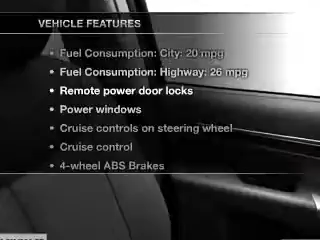 VEHICLE FEATURES
• Fuel Consumption: City: 20 mpg
• Fuel Consumption: Highway: 26 mpg
• Remote power door locks
• Power windows
• Cruise controls on steering wheel
• Cruise control
• 4-wheel ABS Brakes